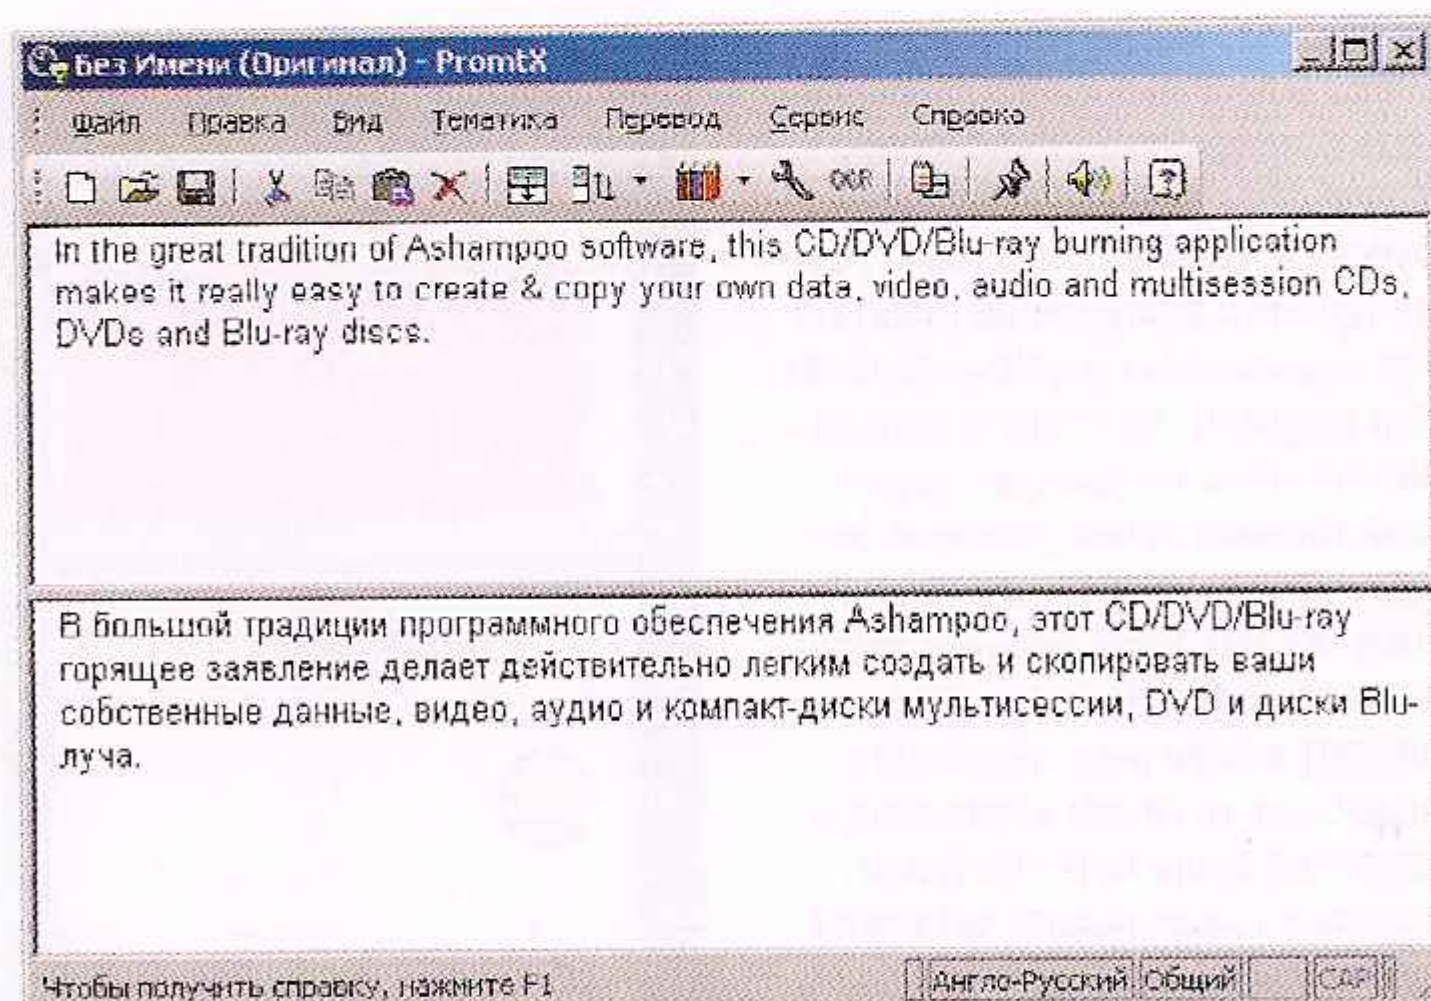 Без Имени (Оригинал) - PromtX
Файл Правка Вид Тематика Перевод Сервис Справка
OCR
In the great tradition of Ashampoo software, this CD/DVD/Blu-ray burning application
makes it really easy to create & copy your own data, video, audio and multisession CDs,
DVDs and Blu-ray discs.
В большой традиции программного обеспечения Ashampoo, этот CD/DVD/Blu-ray
горящее заявление делает действительно легким создать и скопировать ваши
собственные данные, видео, аудио и компакт-диски мультисессии, DVD и диски Blu-
луча.
Чтобы получить справку, нажмите F1 Англо-Русский Общий CAP